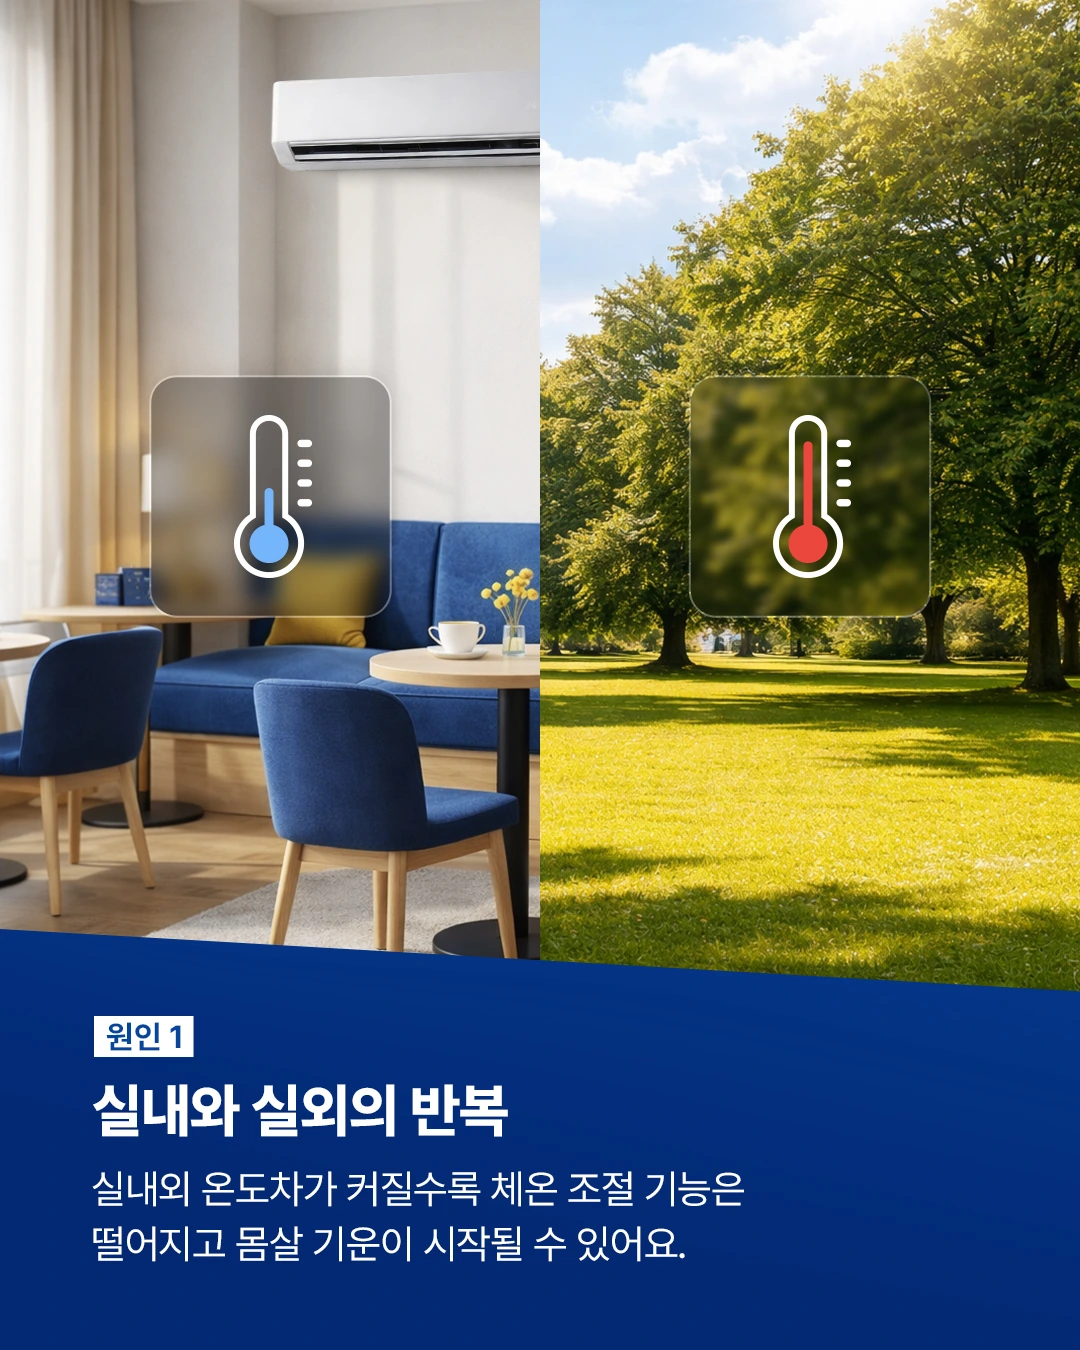 원인 1
실내와 실외의 반복
실내외 온도차가 커질수록 체온 조절 기능은
떨어지고 몸살 기운이 시작될 수 있어요.